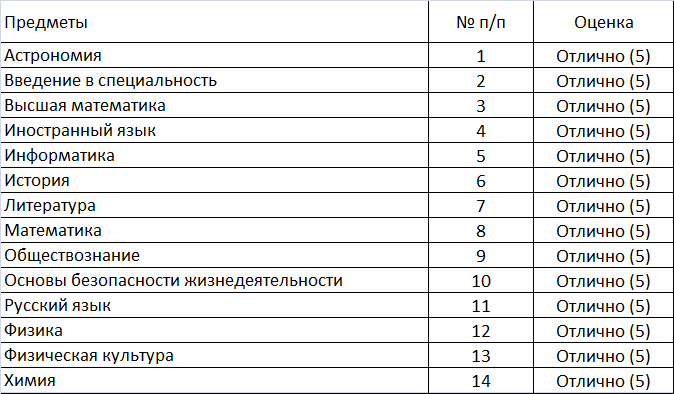 Предметы № п/п Оценка
Астрономия 1 Отлично (5)
Введение в специальность 2 Отлично (5)
Высшая математика 3 Отлично (5)
Иностранный язык 4 Отлично (5)
Информатика 5 Отлично (5)
История 6 Отлично (5)
Литература 7 Отлично (5)
Математика 8 Отлично (5)
Обществознание 9 Отлично (5)
Основы безопасности жизнедеятельности 10 Отлично (5)
Русский язык 11 Отлично (5)
Физика 12 Отлично (5)
Физическая культура 13 Отлично (5)
Химия 14 Отлично (5)